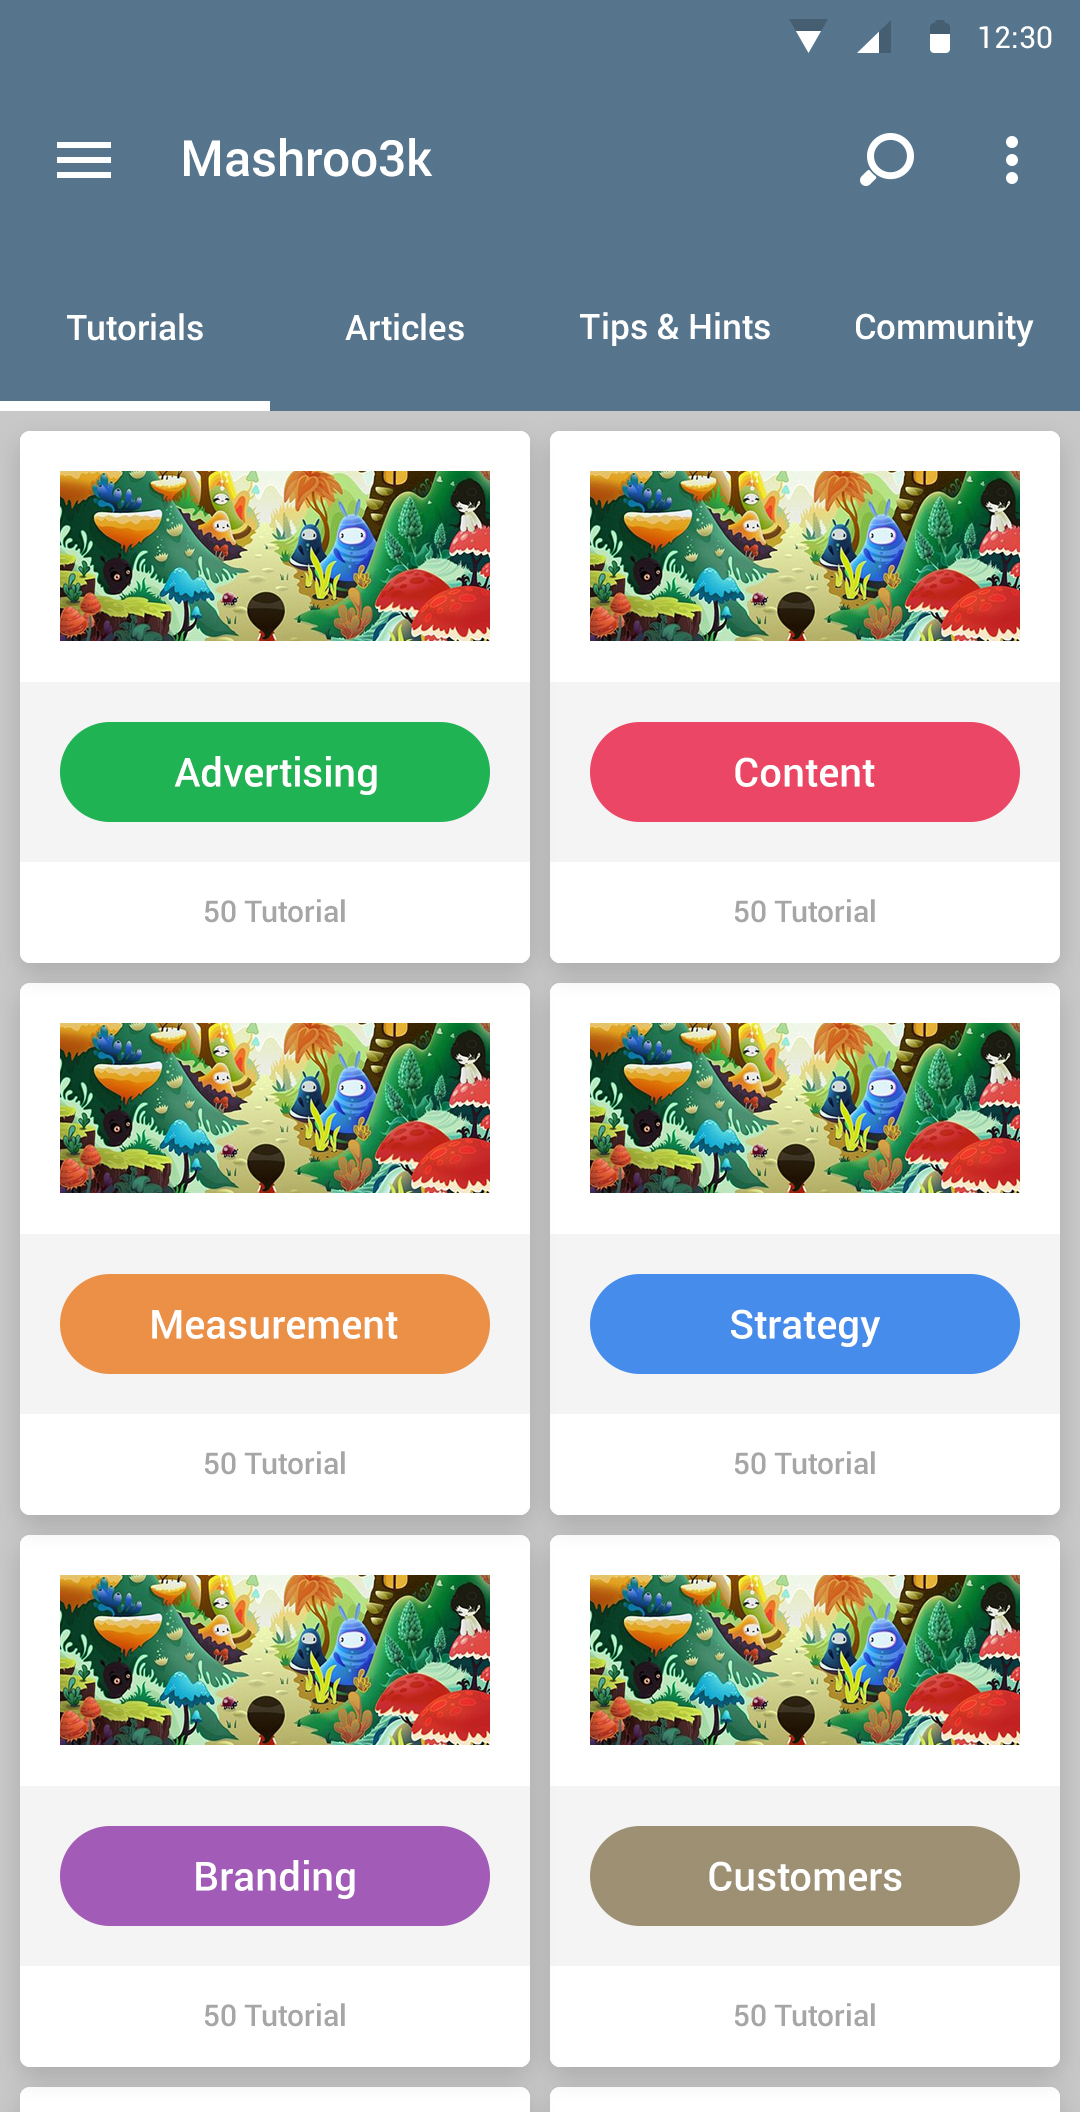 12:30
Mashroo3k
Tutorials
Articles
Tips & Hints
Community
Advertising
Content
50 Tutorial
50 Tutorial
Measurement
Strategy
50 Tutorial
50 Tutorial
Branding
Customers
50 Tutorial
50 Tutorial